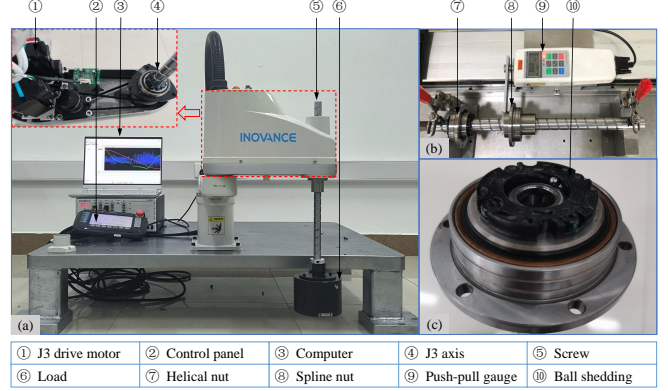 ① ② ③ ④ ⑤ ⑥ ⑦ ⑧ ⑨ ⑩
INOVANCE
(a)
(b)
(c)
① J3 drive motor ② Control panel ③ Computer ④ J3 axis ⑤ Screw
⑥ Load ⑦ Helical nut ⑧ Spline nut ⑨ Push-pull gauge ⑩ Ball shedding